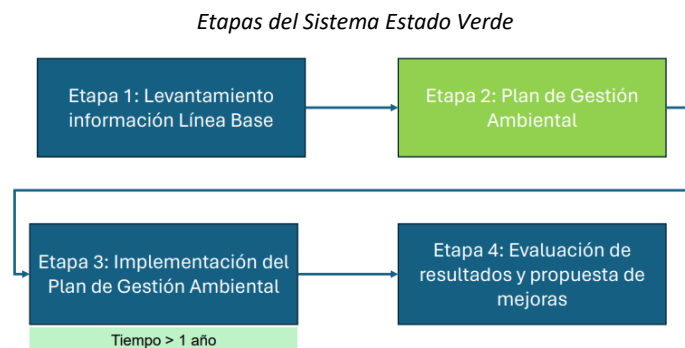 Etapas del Sistema Estado Verde
Etapa 1: Levantamiento
información Línea Base
Etapa 2: Plan de Gestión
Ambiental
Etapa 3: Implementación del
Plan de Gestión Ambiental
Tiempo > 1 año
Etapa 4: Evaluación de
resultados y propuesta de
mejoras